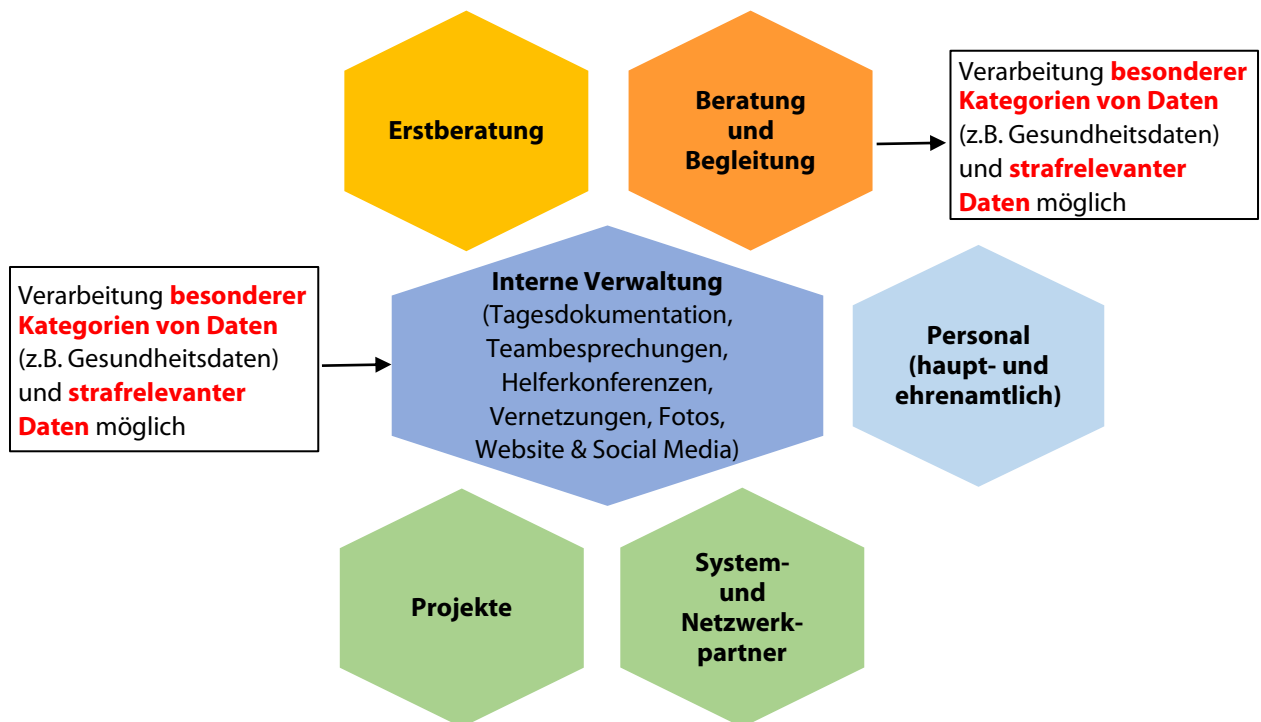 Erstberatung
Beratung
und
Begleitung
Verarbeitung besonderer
Kategorien von Daten
(z.B. Gesundheitsdaten)
und strafrelevanter
Daten möglich
Verarbeitung besonderer
Kategorien von Daten
(z.B. Gesundheitsdaten)
und strafrelevanter
Daten möglich
Interne Verwaltung
(Tagesdokumentation,
Teambesprechungen,
Helferkonferenzen,
Vernetzungen, Fotos,
Website & Social Media)
Personal
(haupt- und
ehrenamtlich)
Projekte
System-
und
Netzwerk-
partner